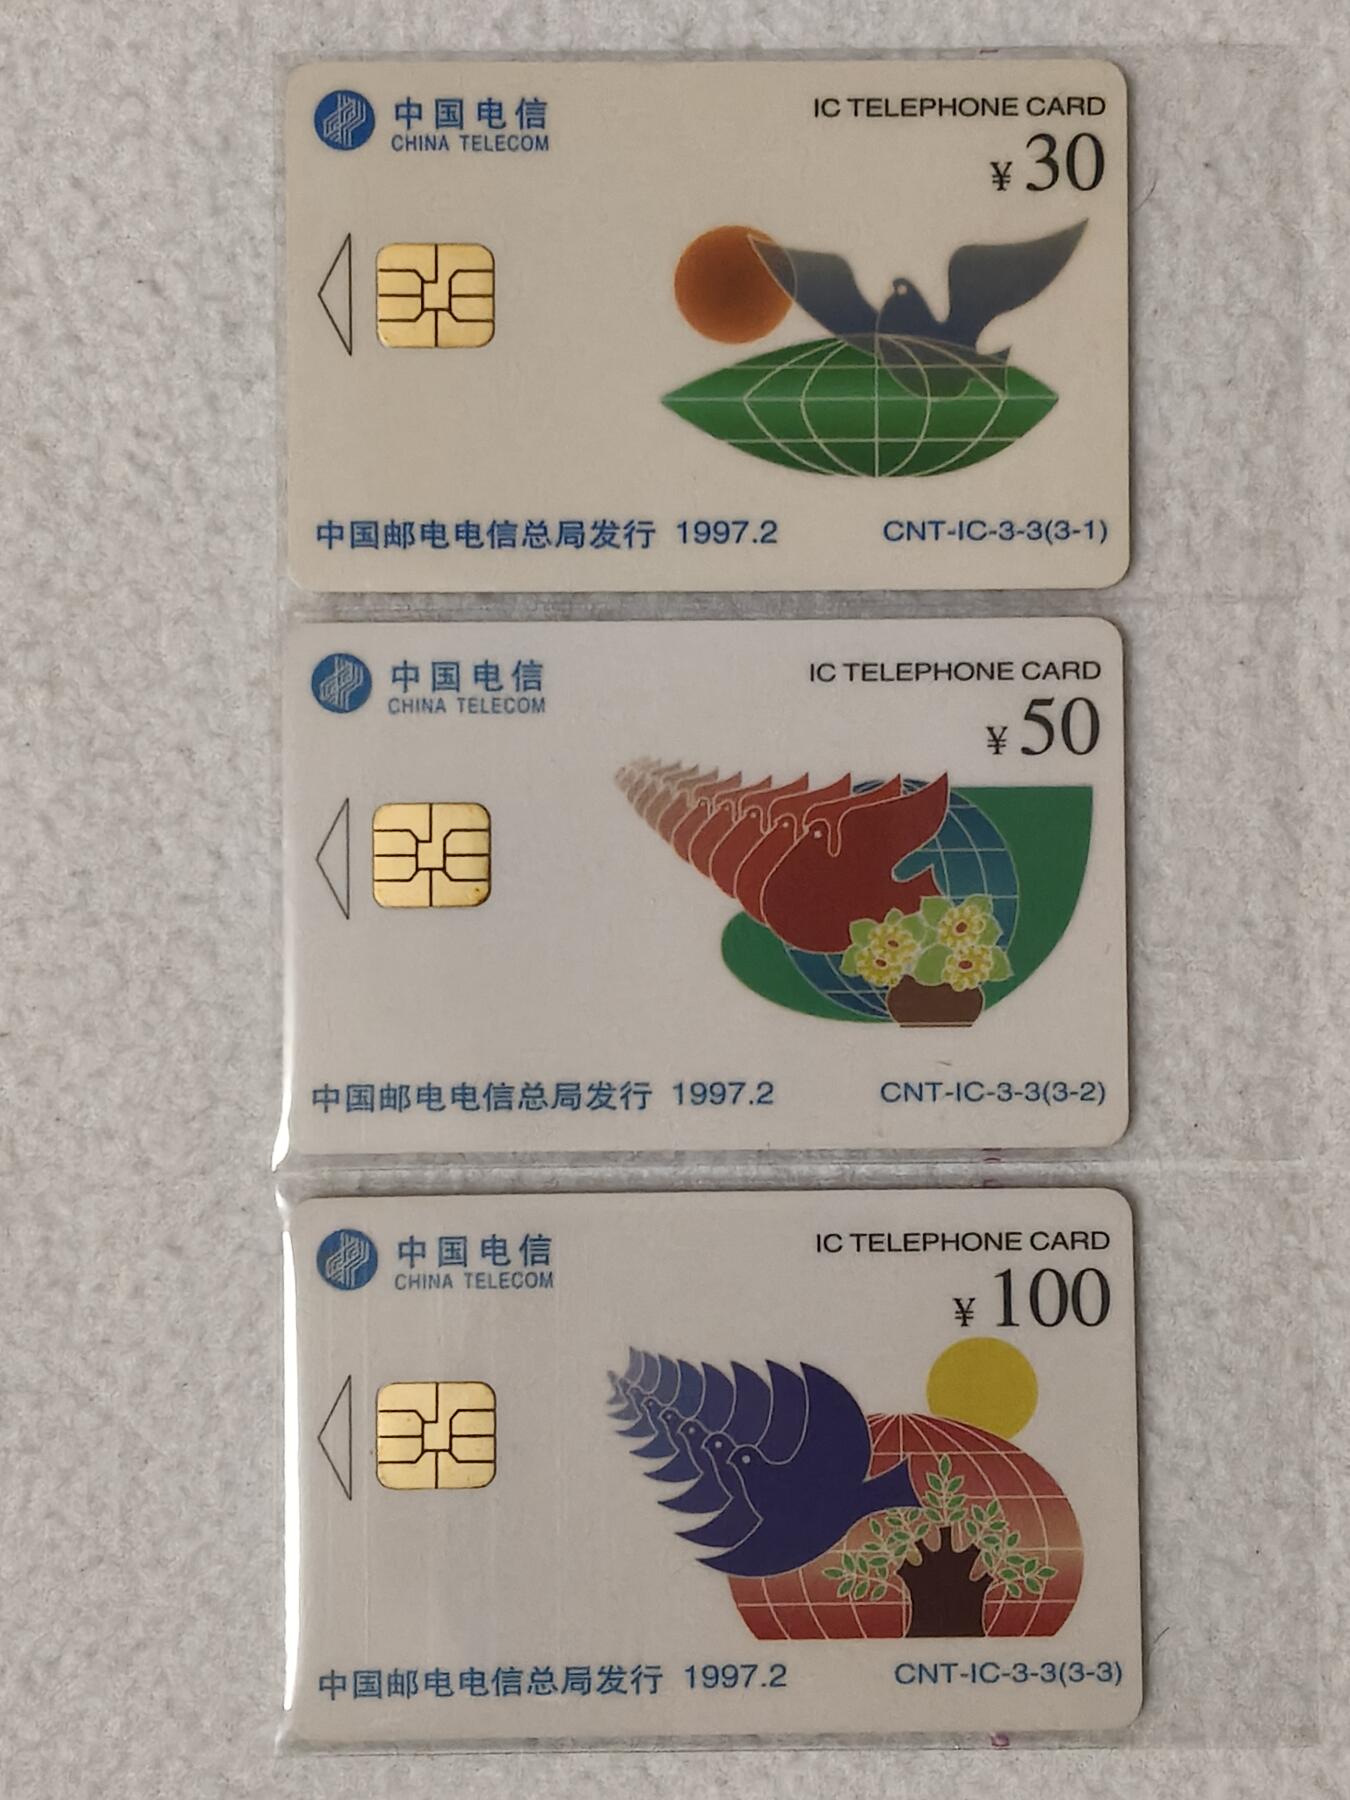 中国电信
CHINA TELECOM
IC TELEPHONE CARD
¥30
中国邮电电信总局发行 1997.2
CNT-IC-3-3(3-1)
中国电信
CHINA TELECOM
IC TELEPHONE CARD
¥50
中国邮电电信总局发行 1997.2
CNT-IC-3-3(3-2)
中国电信
CHINA TELECOM
IC TELEPHONE CARD
¥100
中国邮电电信总局发行 1997.2
CNT-IC-3-3(3-3)